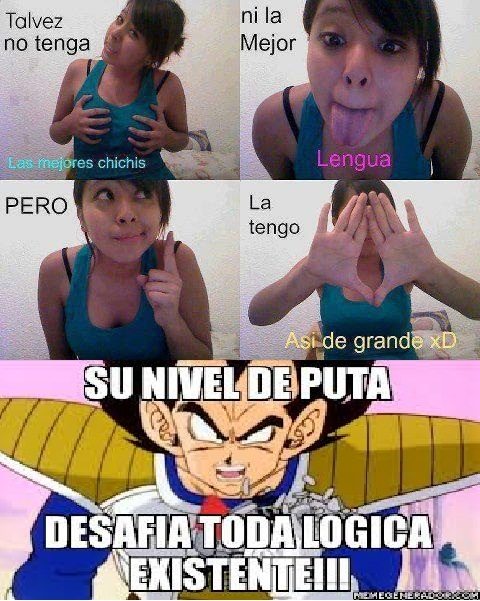 Talvez
no tenga
Las mejores chichis
ni la
Mejor
Lengua
PERO
La
tengo
Asi de grande xD
SU NIVEL DE PUTA
DESAFIA TODA LOGICA
EXISTENTE!!!
MEMEGENERADOR.COM